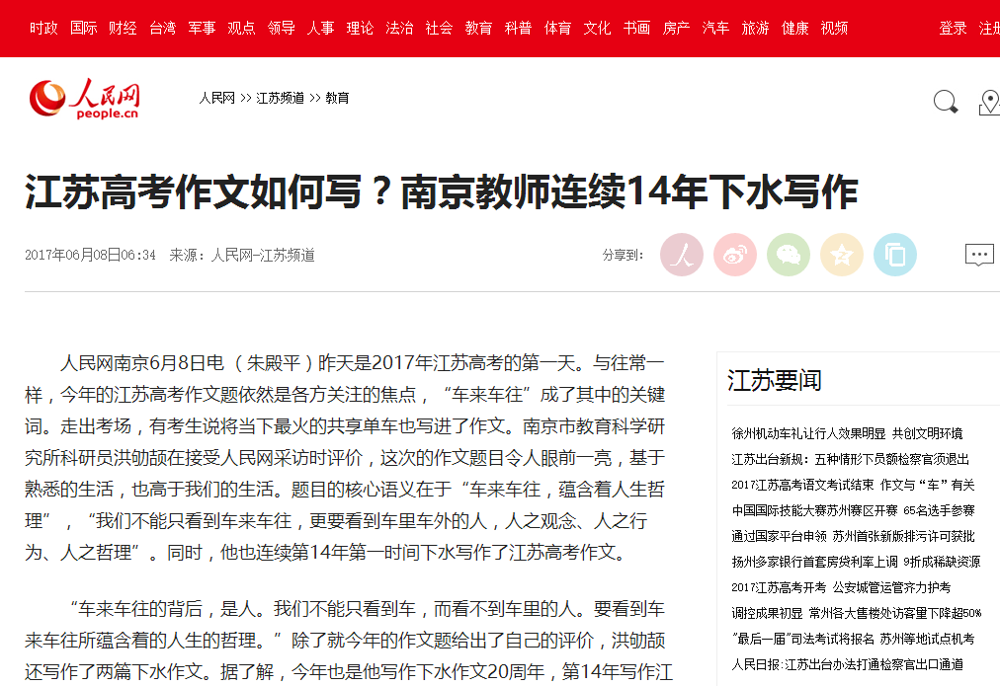 时政 国际 财经 台湾 军事 观点 领导 人事 理论 法治 社会 教育 科普 体育 文化 书画 房产 汽车 旅游 健康 视频 登录 注册
人民网
people.cn
人民网 >> 江苏频道 >> 教育
江苏高考作文如何写？南京教师连续14年下水写作
2017年06月08日06:34 来源：人民网-江苏频道
分享到：
人民网南京6月8日电 （朱殿平）昨天是2017年江苏高考的第一天。与往常一
样，今年的江苏高考作文题依然是各方关注的焦点，“车来车往”成了其中的关键
词。走出考场，有考生说将当下最火的共享单车也写进了作文。南京市教育科学研
究所科研员洪劬颉在接受人民网采访时评价，这次的作文题目令人眼前一亮，基于
熟悉的生活，也高于我们的生活。题目的核心语义在于“车来车往，蕴含着人生哲
理”，“我们不能只看到车来车往，更要看到车里车外的人，人之观念、人之行
为、人之哲理”。同时，他也连续第14年第一时间下水写作了江苏高考作文。
“车来车往的背后，是人。我们不能只看到车，而看不到车里的人。要看到车
来车往所蕴含着的人生的哲理。”除了就今年的作文题给出了自己的评价，洪劬颉
还写作了两篇下水作文。据了解，今年也是他写作下水作文20周年，第14年写作江
江苏要闻
徐州机动车礼让行人效果明显 共创文明环境
江苏出台新规：五种情形下员额检察官须退出
2017江苏高考语文考试结束 作文与“车”有关
中国国际技能大赛苏州赛区开赛 65名选手参赛
通过国家平台申领 苏州首张新版排污许可获批
扬州多家银行首套房贷利率上调 9折成稀缺资源
2017江苏高考开考 公安城管运管齐力护考
调控成果初显 常州各大售楼处访客量下降超50%
"最后一届"司法考试将报名 苏州等地试点机考
人民日报:江苏出台办法打通检察官出口通道